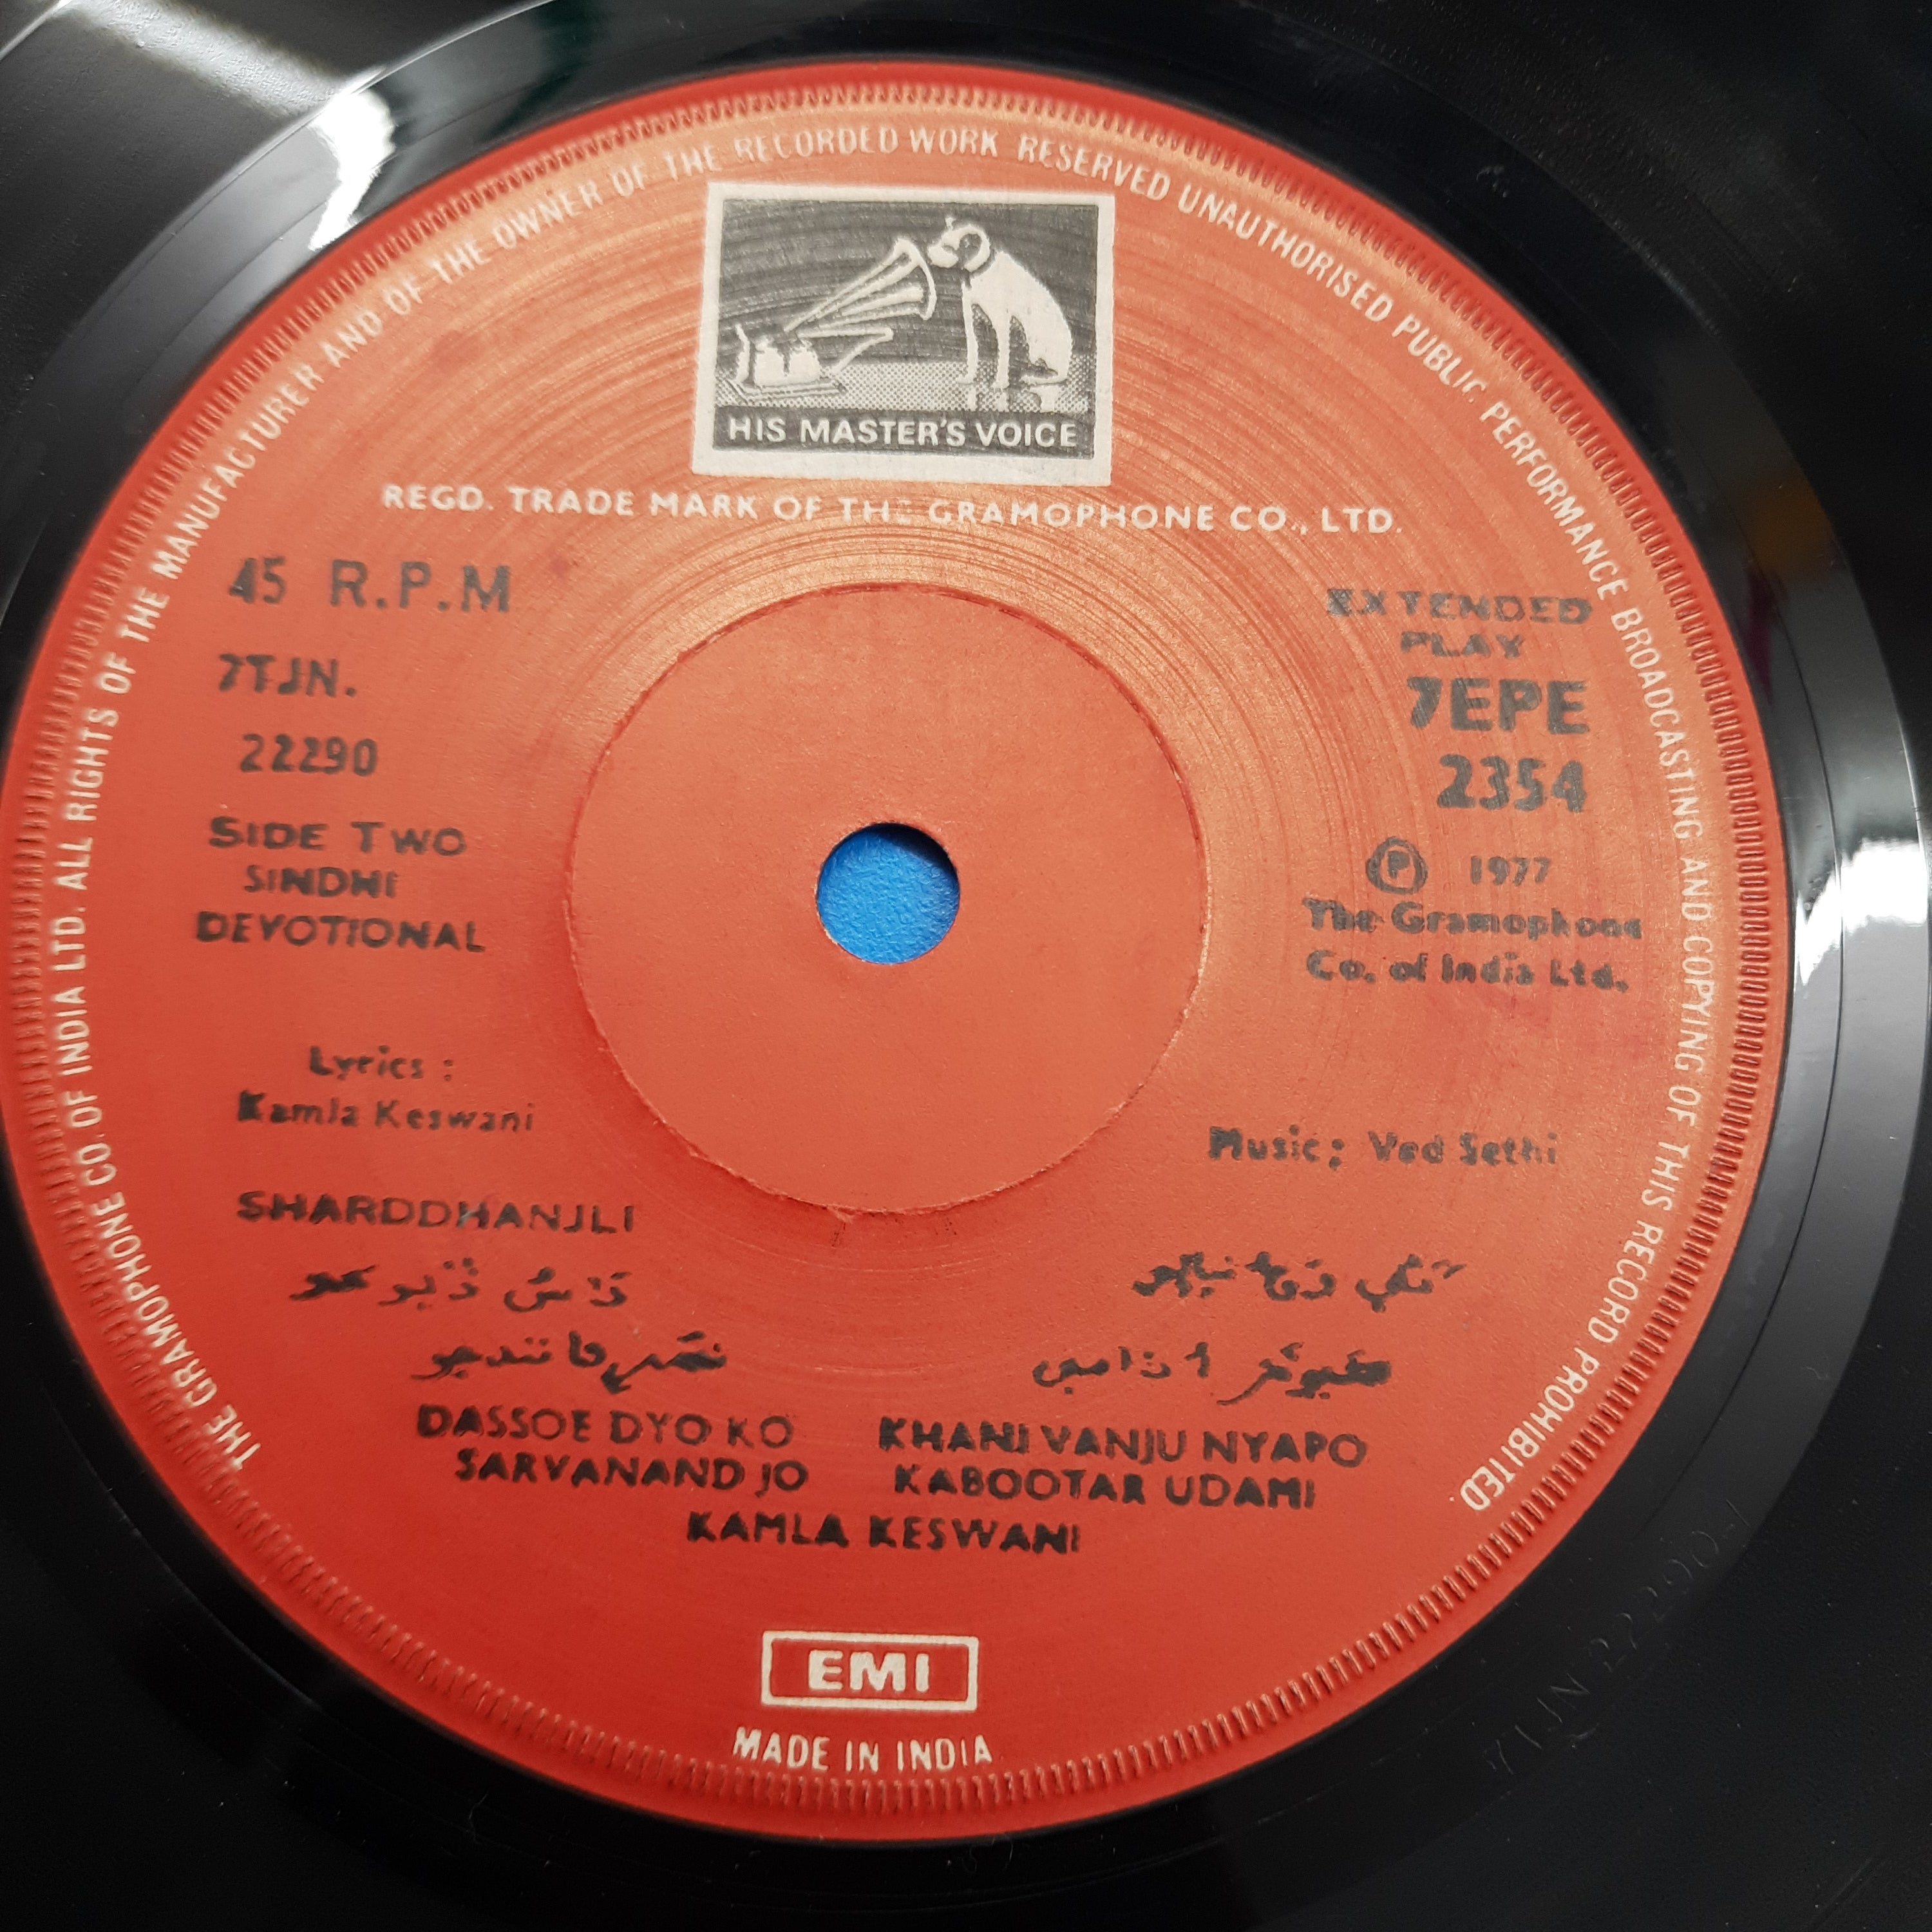 THE GRAMOPHONE CO. OF INDIA LTD. ALL RIGHTS OF THE MANUFACTURER AND OF THE OWNER OF THE RECORDED WORK RESERVED UNAUTHORISED PUBLIC PERFORMANCE BROADCASTING AND COPYING OF THIS RECORD PROHIBITED
HIS MASTER'S VOICE
REGD. TRADE MARK OF THE GRAMOPHONE CO., LTD.
45 R.P.M
7TJN.
22290
SIDE TWO
SINDHI
DEVOTIONAL
EXTENDED
PLAY
7EPE
2354
Ⓟ 1977
The Gramophone
Co. of India Ltd.
Lyrics :
Kamla Keswani
Music: Ved Sethi
SHARDDHANJLI
DASSOE DYO KO
SARVANAND JO
KHANI VANJU NYAPO
KABOOTAR UDAMI
KAMLA KESWANI
EMI
MADE IN INDIA
7TJN 22290-1